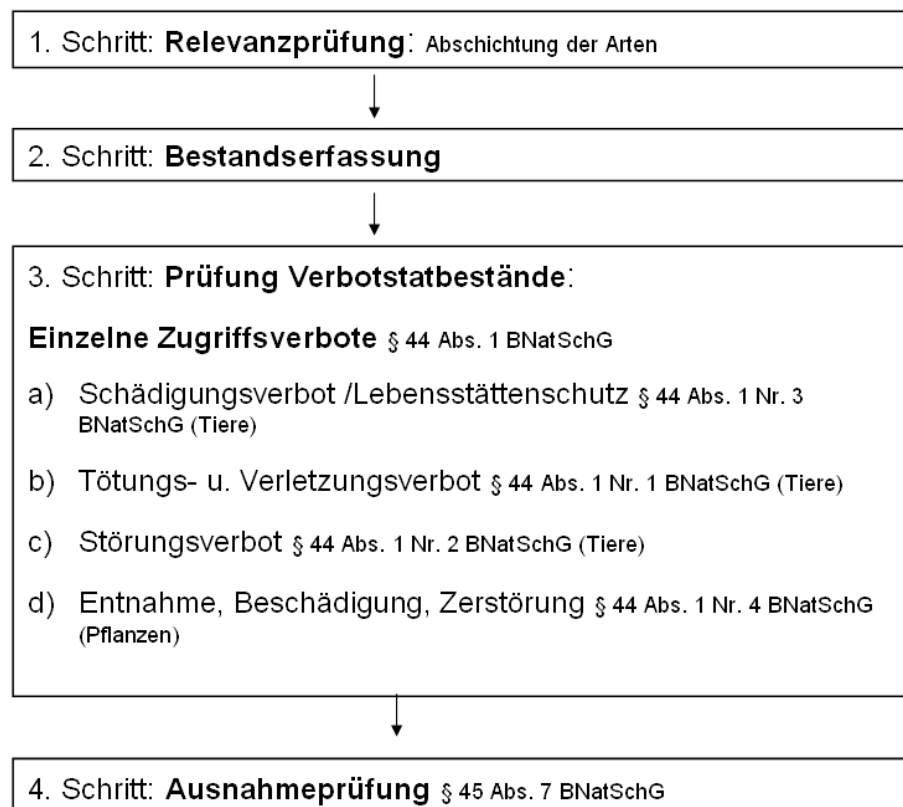 1. Schritt: Relevanzprüfung: Abschichtung der Arten
2. Schritt: Bestandserfassung
3. Schritt: Prüfung Verbotstatbestände:
Einzelne Zugriffsverbote § 44 Abs. 1 BNatSchG
a) Schädigungsverbot /Lebensstättenschutz § 44 Abs. 1 Nr. 3
BNatSchG (Tiere)
b) Tötungs- u. Verletzungsverbot § 44 Abs. 1 Nr. 1 BNatSchG (Tiere)
c) Störungsverbot § 44 Abs. 1 Nr. 2 BNatSchG (Tiere)
d) Entnahme, Beschädigung, Zerstörung § 44 Abs. 1 Nr. 4 BNatSchG
(Pflanzen)
4. Schritt: Ausnahmeprüfung § 45 Abs. 7 BNatSchG